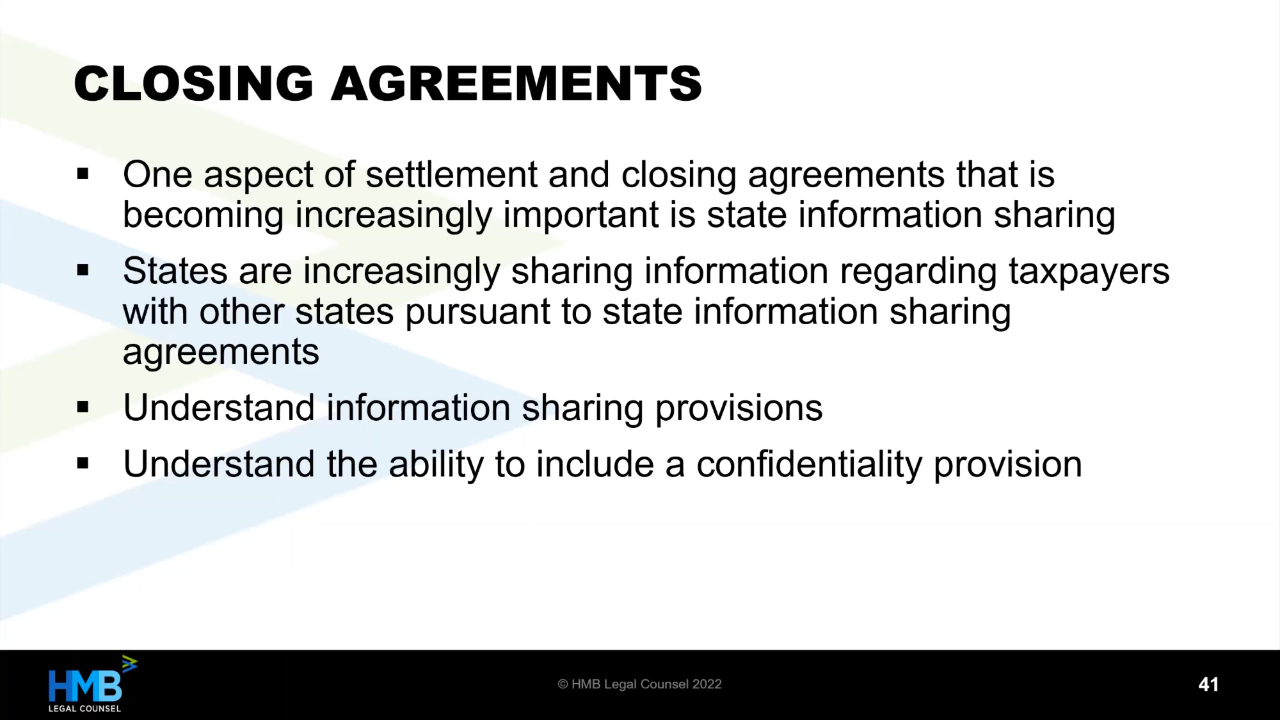 CLOSING AGREEMENTS
▪ One aspect of settlement and closing agreements that is
becoming increasingly important is state information sharing
▪ States are increasingly sharing information regarding taxpayers
with other states pursuant to state information sharing
agreements
▪ Understand information sharing provisions
▪ Understand the ability to include a confidentiality provision
HMB
LEGAL COUNSEL
© HMB Legal Counsel 2022
41